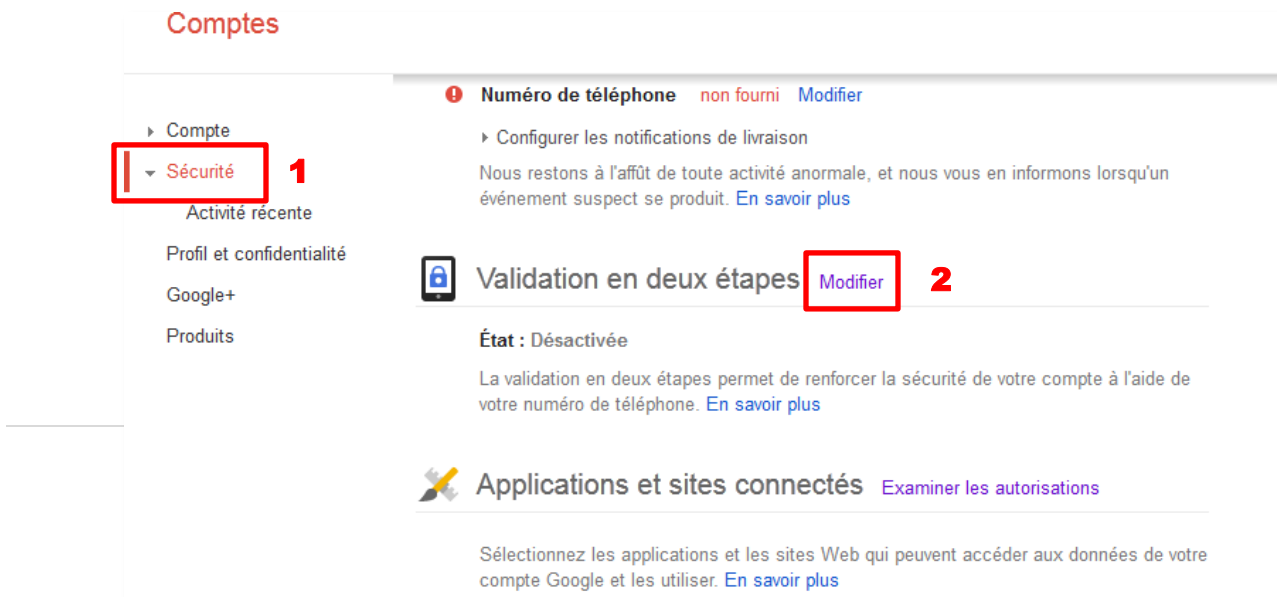 Comptes
Numéro de téléphone non fourni Modifier
Compte
Configurer les notifications de livraison
Sécurité 1
Nous restons à l'affût de toute activité anormale, et nous vous en informons lorsqu'un
événement suspect se produit. En savoir plus
Activité récente
Profil et confidentialité
Google+
Produits
Validation en deux étapes Modifier 2
État : Désactivée
La validation en deux étapes permet de renforcer la sécurité de votre compte à l'aide de
votre numéro de téléphone. En savoir plus
Applications et sites connectés Examiner les autorisations
Sélectionnez les applications et les sites Web qui peuvent accéder aux données de votre
compte Google et les utiliser. En savoir plus